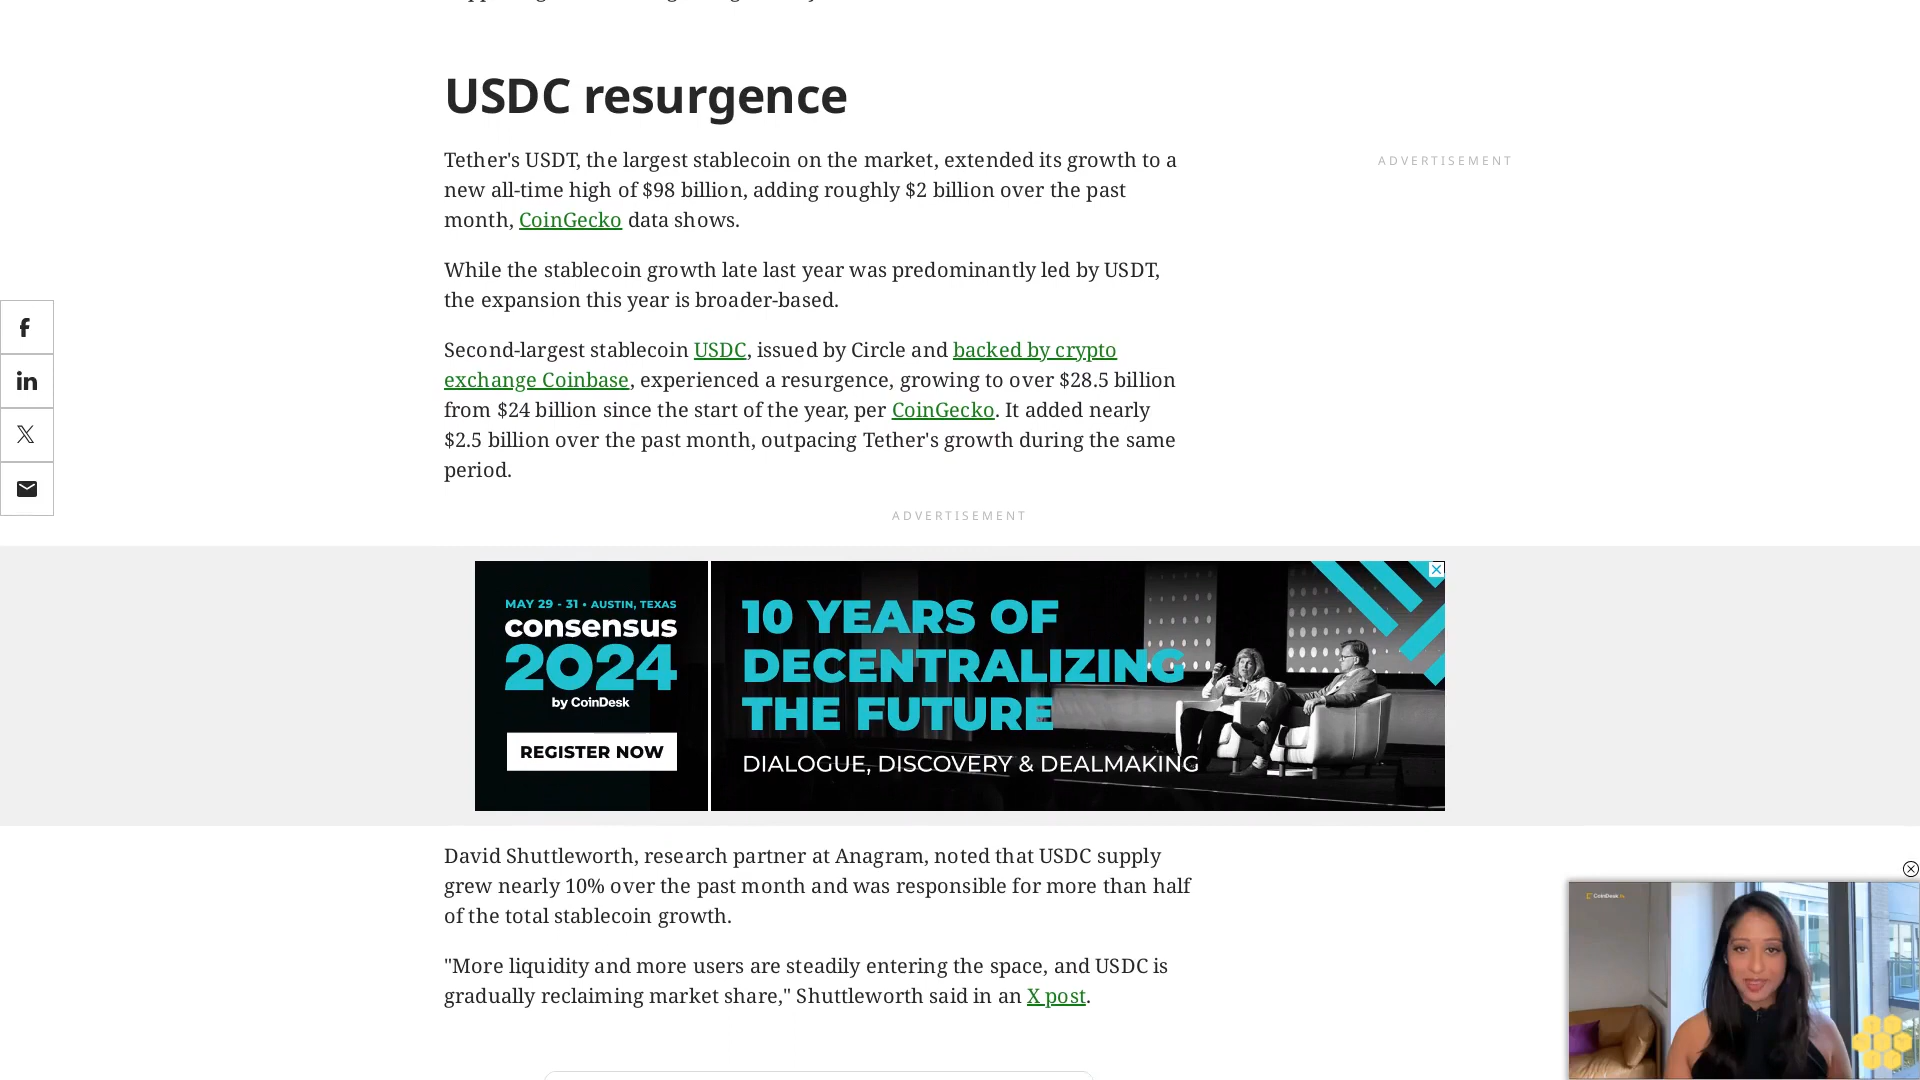 USDC resurgence
Tether's USDT, the largest stablecoin on the market, extended its growth to a
new all-time high of $98 billion, adding roughly $2 billion over the past
month, CoinGecko data shows.
ADVERTISEMENT
While the stablecoin growth late last year was predominantly led by USDT,
the expansion this year is broader-based.
Second-largest stablecoin USDC, issued by Circle and backed by crypto
exchange Coinbase, experienced a resurgence, growing to over $28.5 billion
from $24 billion since the start of the year, per CoinGecko. It added nearly
$2.5 billion over the past month, outpacing Tether's growth during the same
period.
ADVERTISEMENT
MAY 29 - 31 • AUSTIN, TEXAS
consensus
2024
by CoinDesk
REGISTER NOW
10 YEARS OF
DECENTRALIZING
THE FUTURE
DIALOGUE, DISCOVERY & DEALMAKING
David Shuttleworth, research partner at Anagram, noted that USDC supply
grew nearly 10% over the past month and was responsible for more than half
of the total stablecoin growth.
"More liquidity and more users are steadily entering the space, and USDC is
gradually reclaiming market share," Shuttleworth said in an X post.
CoinDesk